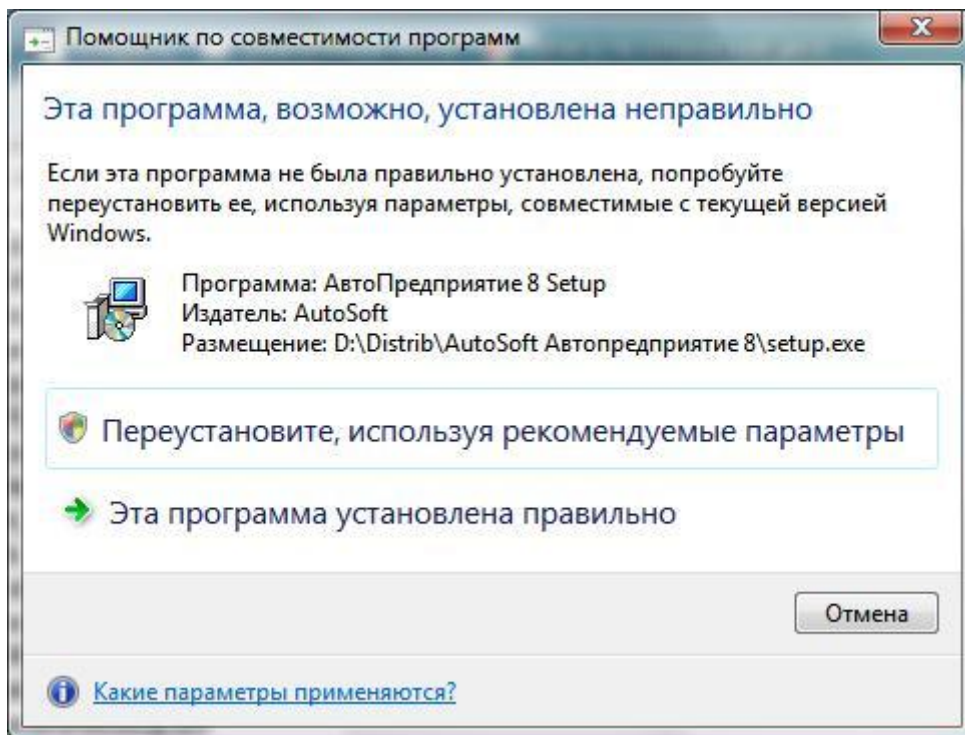 Помощник по совместимости программ
Эта программа, возможно, установлена неправильно
Если эта программа не была правильно установлена, попробуйте
переустановить ее, используя параметры, совместимые с текущей версией
Windows.
Программа: АвтоПредприятие 8 Setup
Издатель: AutoSoft
Размещение: D:\Distrib\AutoSoft Автопредприятие 8\setup.exe
Переустановите, используя рекомендуемые параметры
Эта программа установлена правильно
Отмена
Какие параметры применяются?